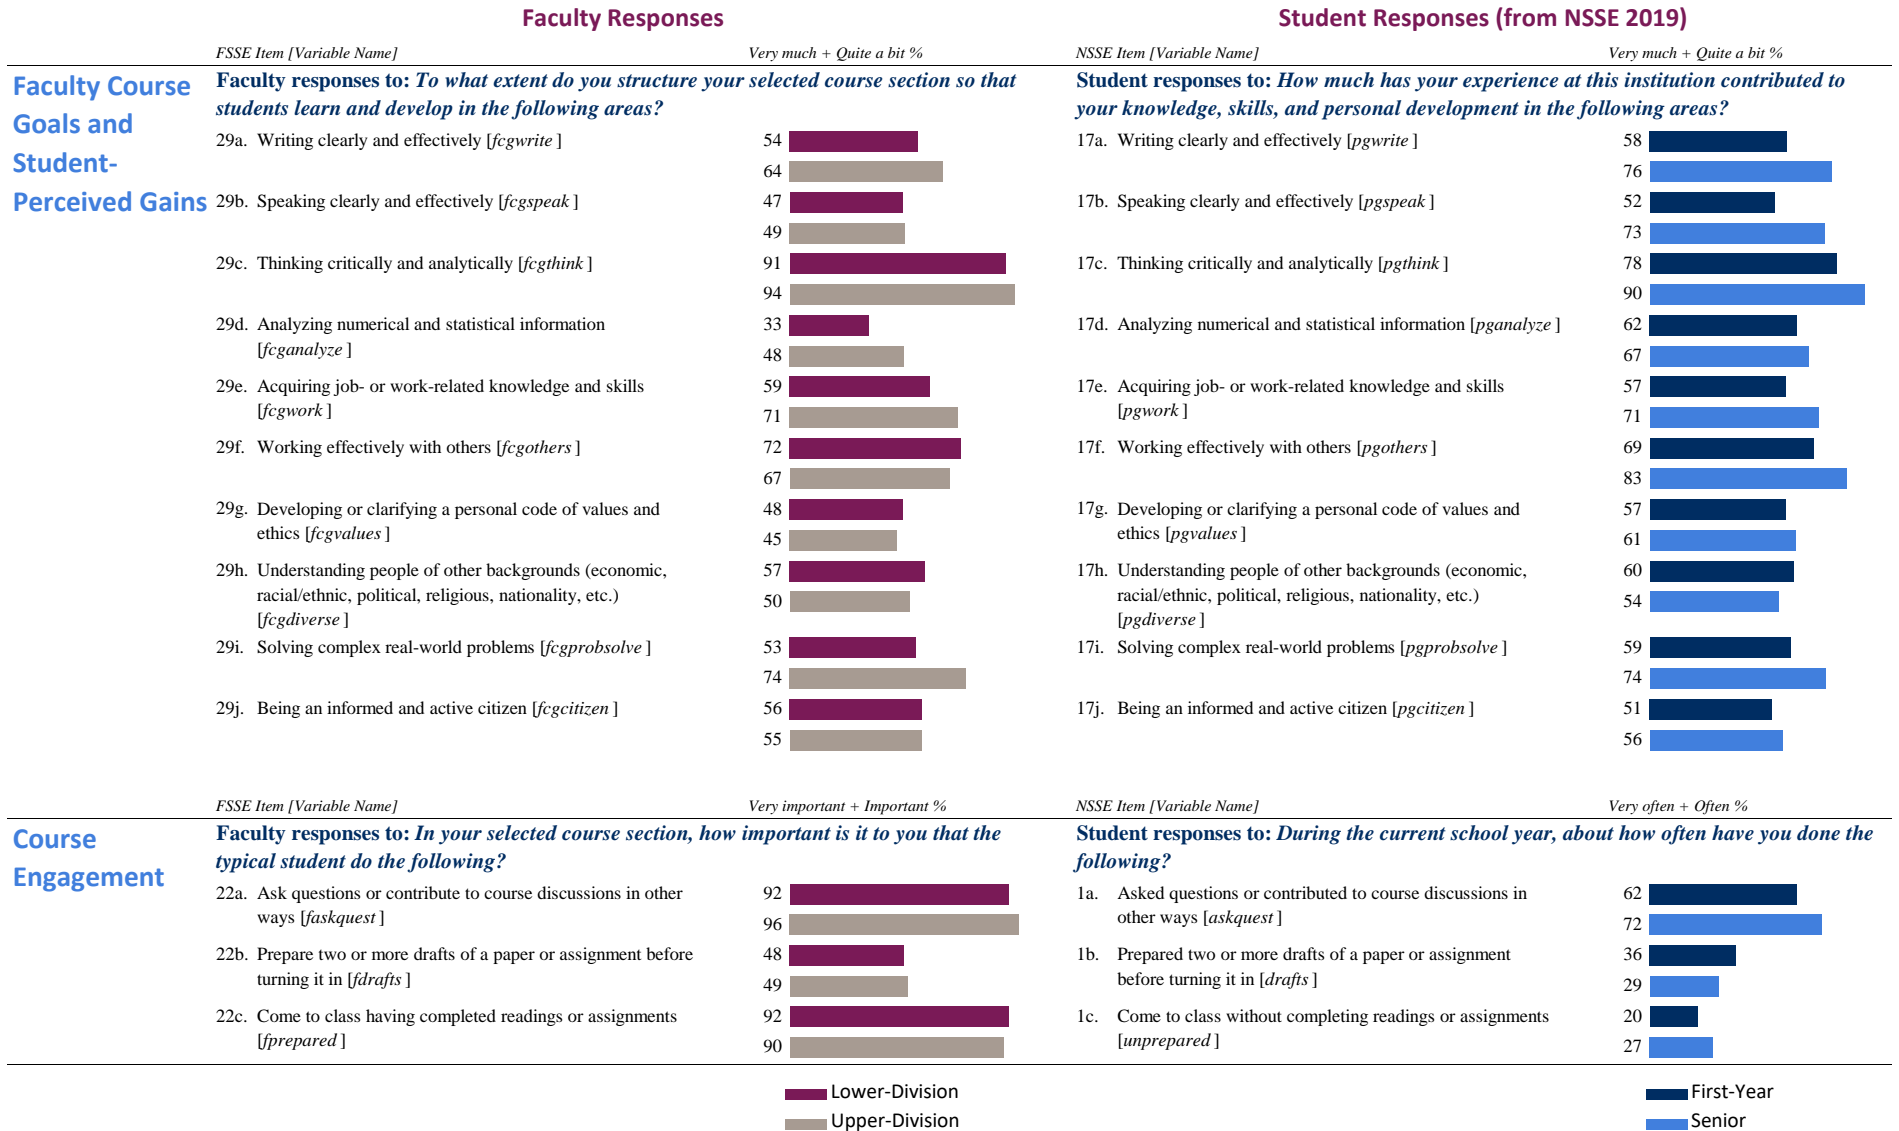 Faculty Responses
Student Responses (from NSSE 2019)
FSSE Item [Variable Name]
Very much + Quite a bit %
NSSE Item [Variable Name]
Very much + Quite a bit %
Faculty Course
Goals and
Student-
Perceived Gains
Faculty responses to: To what extent do you structure your selected course section so that
students learn and develop in the following areas?
Student responses to: How much has your experience at this institution contributed to
your knowledge, skills, and personal development in the following areas?
29a. Writing clearly and effectively [fcgwrite ]
54
64
17a. Writing clearly and effectively [pgwrite ]
58
76
29b. Speaking clearly and effectively [fcgspeak ]
47
49
17b. Speaking clearly and effectively [pgspeak ]
52
73
29c. Thinking critically and analytically [fcgthink ]
91
94
17c. Thinking critically and analytically [pgthink ]
78
90
29d. Analyzing numerical and statistical information
[fcganalyze ]
33
48
17d. Analyzing numerical and statistical information [pganalyze ]
62
67
29e. Acquiring job- or work-related knowledge and skills
[fcgwork ]
59
71
17e. Acquiring job- or work-related knowledge and skills
[pgwork ]
57
71
29f. Working effectively with others [fcgothers ]
72
67
17f. Working effectively with others [pgothers ]
69
83
29g. Developing or clarifying a personal code of values and
ethics [fcgvalues ]
48
45
17g. Developing or clarifying a personal code of values and
ethics [pgvalues ]
57
61
29h. Understanding people of other backgrounds (economic,
racial/ethnic, political, religious, nationality, etc.)
[fcgdiverse ]
57
50
17h. Understanding people of other backgrounds (economic,
racial/ethnic, political, religious, nationality, etc.)
[pgdiverse ]
60
54
29i. Solving complex real-world problems [fcgprobsolve ]
53
74
17i. Solving complex real-world problems [pgprobsolve ]
59
74
29j. Being an informed and active citizen [fcgcitizen ]
56
55
17j. Being an informed and active citizen [pgcitizen ]
51
56
FSSE Item [Variable Name]
Very important + Important %
NSSE Item [Variable Name]
Very often + Often %
Course
Engagement
Faculty responses to: In your selected course section, how important is it to you that the
typical student do the following?
Student responses to: During the current school year, about how often have you done the
following?
22a. Ask questions or contribute to course discussions in other
ways [faskquest ]
92
96
1a. Asked questions or contributed to course discussions in
other ways [askquest ]
62
72
22b. Prepare two or more drafts of a paper or assignment before
turning it in [fdrafts ]
48
49
1b. Prepared two or more drafts of a paper or assignment
before turning it in [drafts ]
36
29
22c. Come to class having completed readings or assignments
[fprepared ]
92
90
1c. Come to class without completing readings or assignments
[unprepared ]
20
27
Lower-Division
Upper-Division
First-Year
Senior